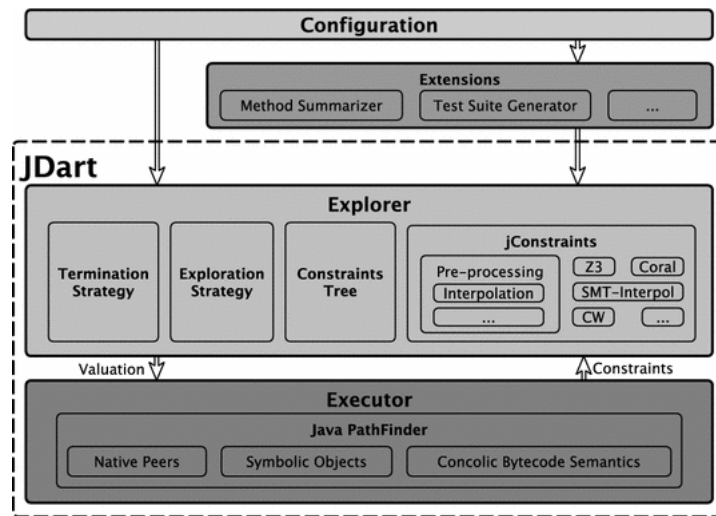 Configuration
Extensions
Method Summarizer
Test Suite Generator
...
JDart
Explorer
Termination
Strategy
Exploration
Strategy
Constraints
Tree
jConstraints
Pre-processing
Interpolation
...
Z3
Coral
SMT-Interpol
CW
...
Valuation
Constraints
Executor
Java PathFinder
Native Peers
Symbolic Objects
Concolic Bytecode Semantics